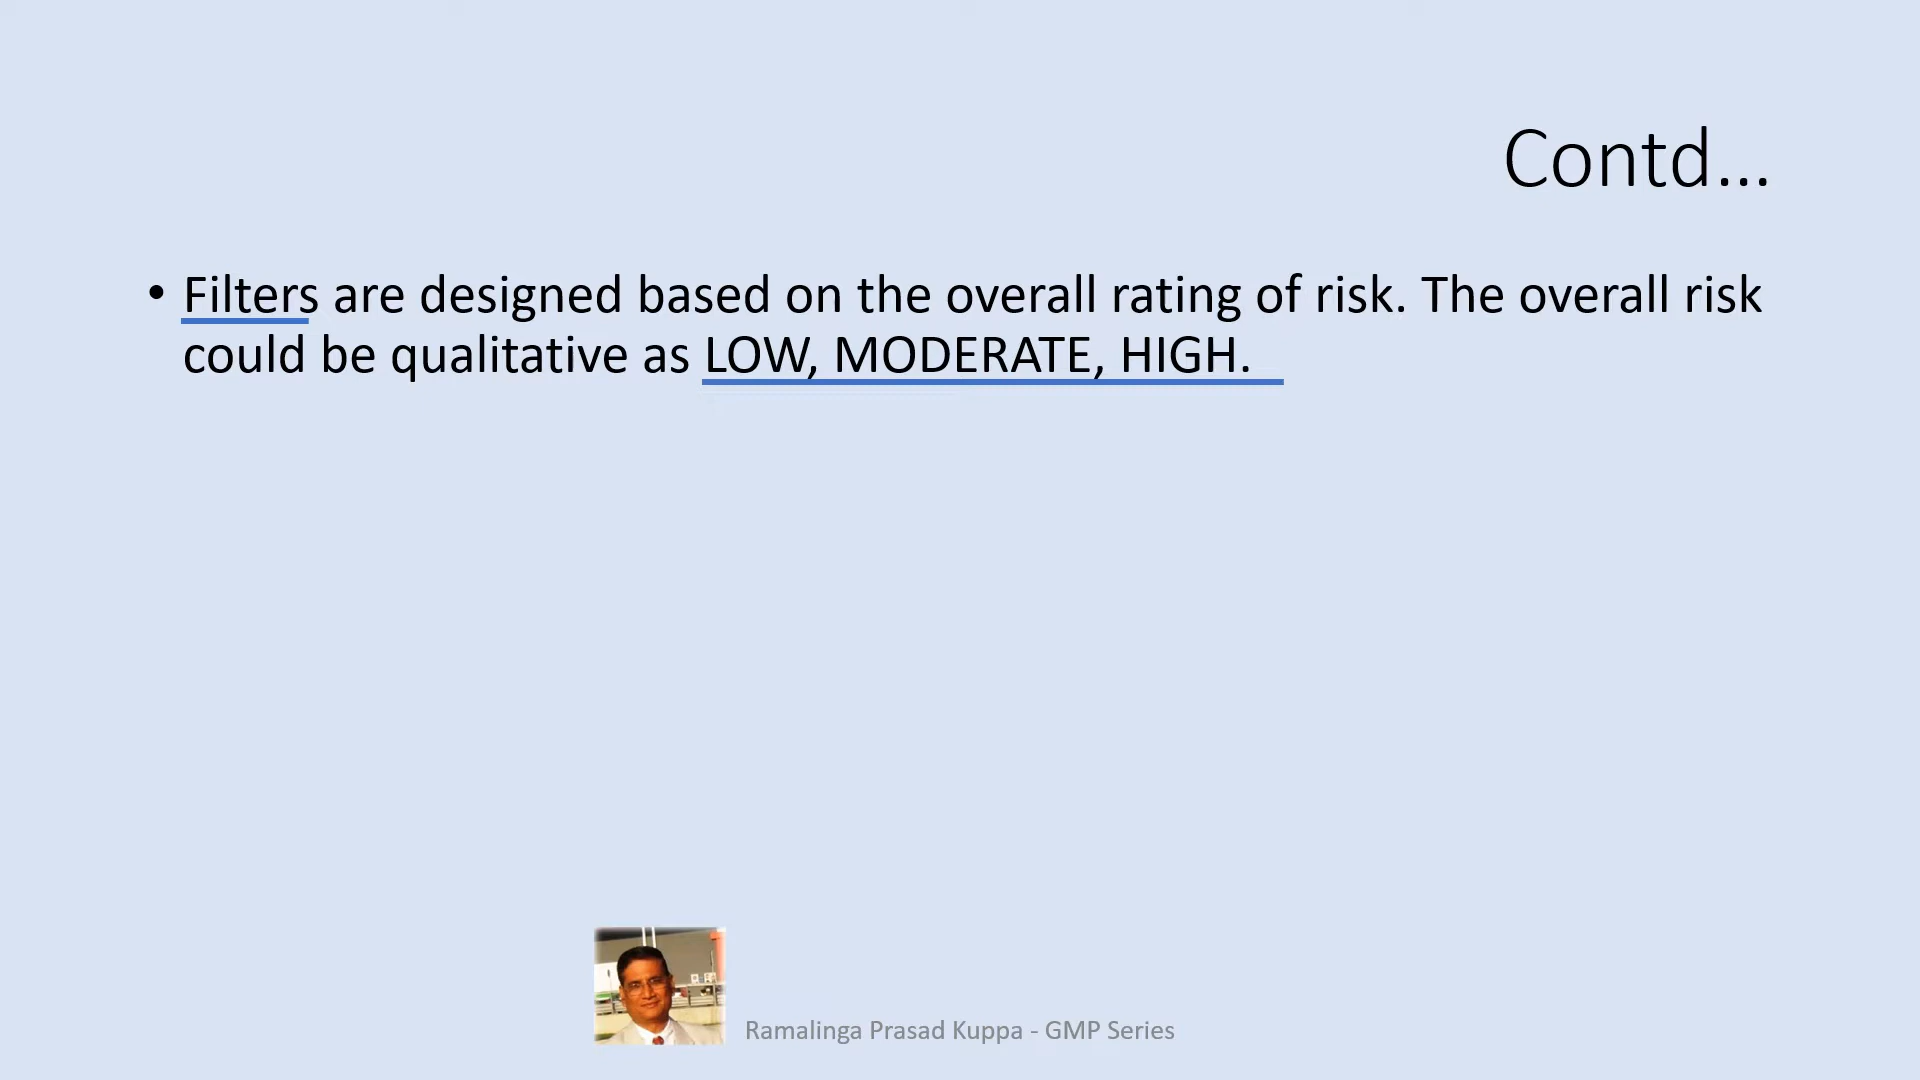 Contd...
• Filters are designed based on the overall rating of risk. The overall risk
could be qualitative as LOW, MODERATE, HIGH.
Ramalinga Prasad Kuppa - GMP Series